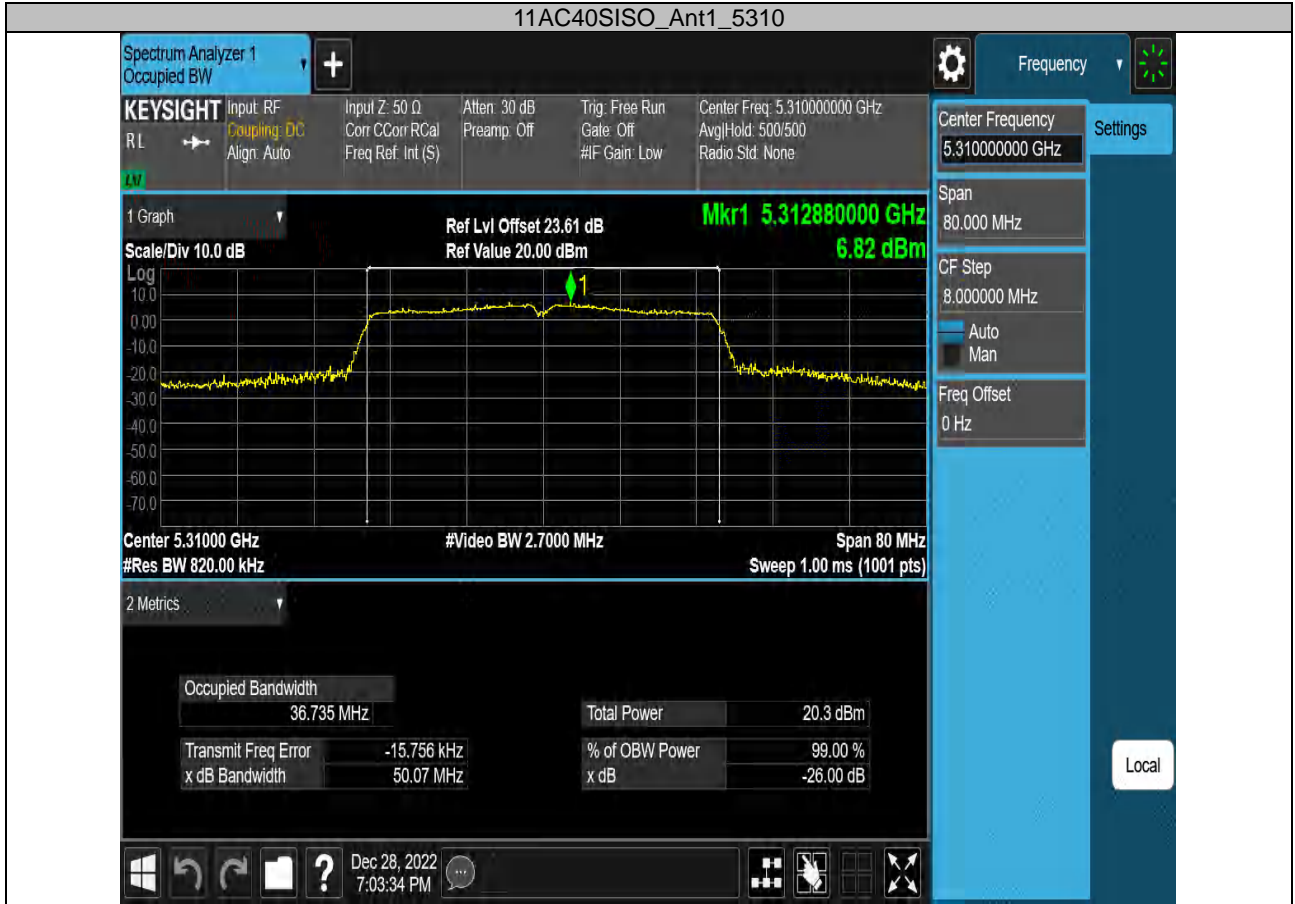 11AC40SISO_Ant1_5310
Spectrum Analyzer 1
Occupied BW
+
Frequency
KEYSIGHT
RL
Input: RF
Coupling: DC
Align: Auto
Input Z: 50 Ω
Corr CCorr RCal
Freq Ref: Int (S)
Atten: 30 dB
Preamp: Off
Trig: Free Run
Gate: Off
#IF Gain: Low
Center Freq: 5.310000000 GHz
Avg|Hold: 500/500
Radio Std: None
Center Frequency
5.310000000 GHz
Settings
Span
80.000 MHz
CF Step
8.000000 MHz
Auto
Man
Freq Offset
0 Hz
1 Graph
Scale/Div 10.0 dB
Ref Lvl Offset 23.61 dB
Ref Value 20.00 dBm
Mkr1 5.312880000 GHz
6.82 dBm
Log
10.0
0.00
-10.0
-20.0
-30.0
-40.0
-50.0
-60.0
-70.0
1
Center 5.31000 GHz
#Res BW 820.00 kHz
#Video BW 2.7000 MHz
Span 80 MHz
Sweep 1.00 ms (1001 pts)
2 Metrics
Occupied Bandwidth
36.735 MHz
Total Power 20.3 dBm
Transmit Freq Error -15.756 kHz
% of OBW Power 99.00 %
x dB Bandwidth 50.07 MHz
x dB -26.00 dB
Local
?
Dec 28, 2022
7:03:34 PM